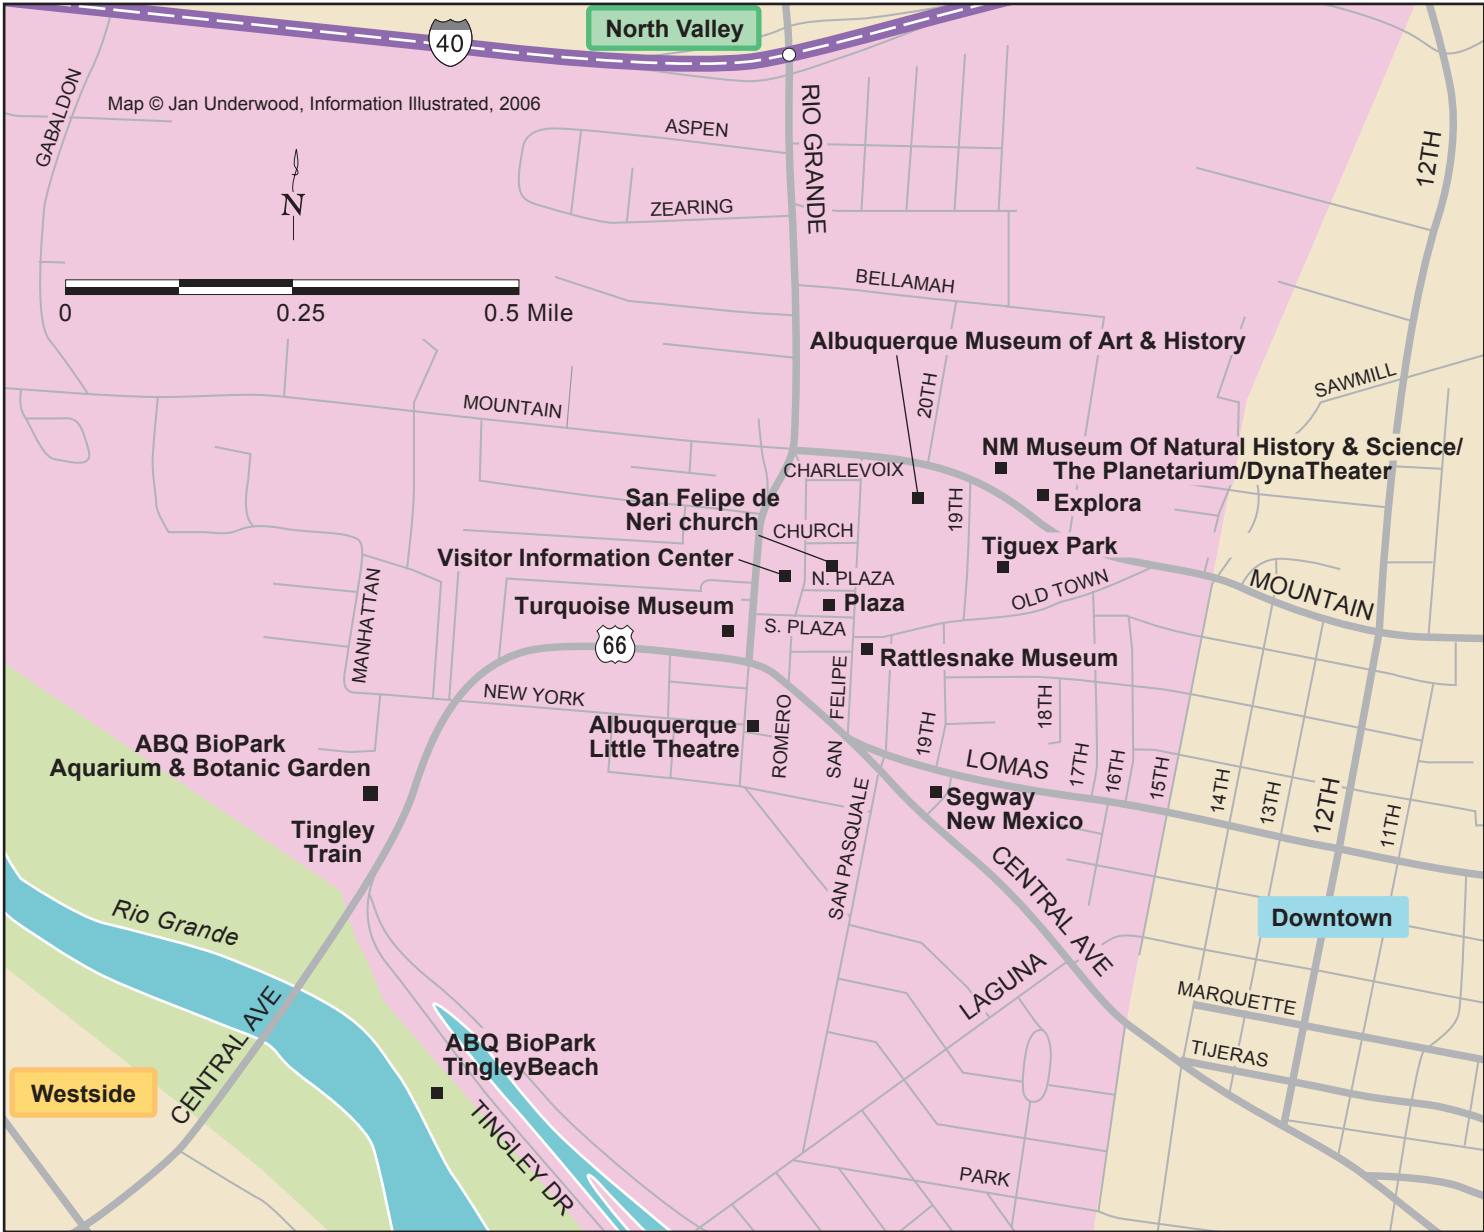 North Valley
40
Map © Jan Underwood, Information Illustrated, 2006
GABALDON
ASPEN
RIO GRANDE
12TH
N
ZEARING
BELLAMAH
0
0.25
0.5 Mile
Albuquerque Museum of Art & History
SAWMILL
20TH
MOUNTAIN
NM Museum Of Natural History & Science/
The Planetarium/DynaTheater
CHARLEVOIX
Explora
19TH
San Felipe de
Neri church
CHURCH
Visitor Information Center
Tiguex Park
N. PLAZA
OLD TOWN
MOUNTAIN
Plaza
Turquoise Museum
S. PLAZA
MANHATTAN
66
Rattlesnake Museum
NEW YORK
SAN FELIPE
ROMERO
18TH
19TH
Albuquerque
Little Theatre
ABQ BioPark
Aquarium & Botanic Garden
LOMAS
17TH
16TH
15TH
14TH
13TH
12TH
11TH
Segway
New Mexico
Tingley
Train
SAN PASQUALE
CENTRAL AVE
Rio Grande
Downtown
LAGUNA
MARQUETTE
CENTRAL AVE
ABQ BioPark
TingleyBeach
TIJERAS
Westside
TINGLEY DR
PARK